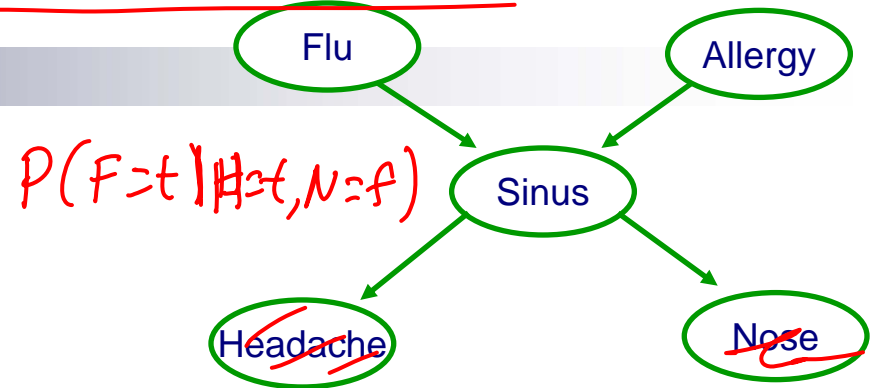 Flu
Allergy
P(F=t|H=t,N=f)
Sinus
Headache
Nose